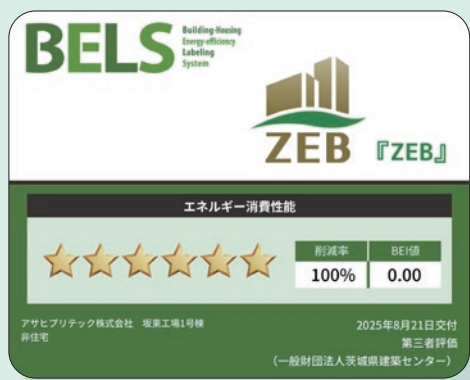 BELS
Building-Housing
Energy-efficiency
Labeling
System
ZEB 『ZEB』
エネルギー消費性能
削減率 BEI値
100% 0.00
アサヒプリテック株式会社 坂東工場1号棟
非住宅
2025年8月21日交付
第三者評価
（一般財団法人茨城県建築センター）